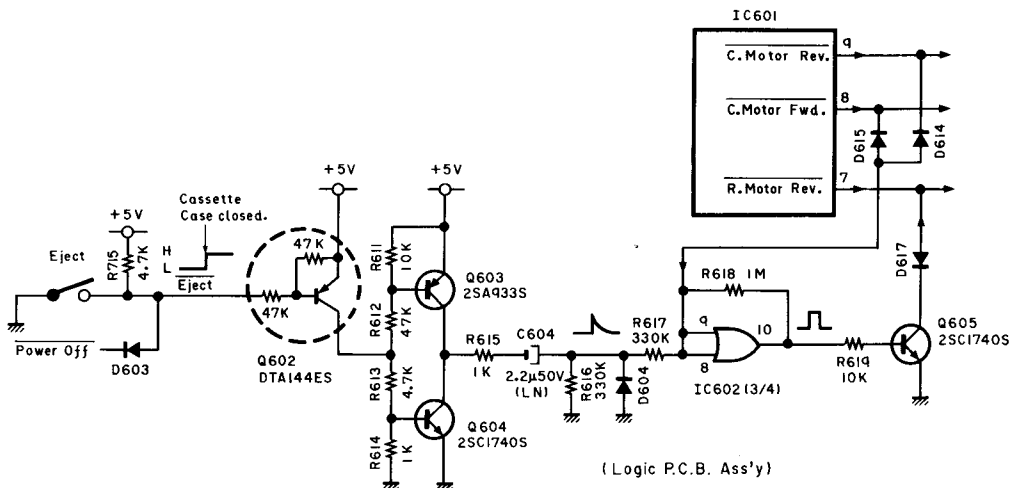 IC601
C.Motor Rev.
9
C.Motor Fwd.
8
R.Motor Rev.
7
D615
D614
D617
+5V
+5V
+5V
Cassette
Case closed.
H
L
Eject
Eject
R715
4.7K
47K
47K
Q602
DTA144ES
Power Off
D603
R611
10K
R612
47K
R613
4.7K
R614
1K
Q603
2SA933S
Q604
2SC1740S
R615
1K
C604
2.2μ50V
(LN)
R616
330K
D604
R617
330K
R618 1M
9
8
10
IC602(3/4)
R619
10K
Q605
2SC1740S
(Logic P.C.B. Ass'y)